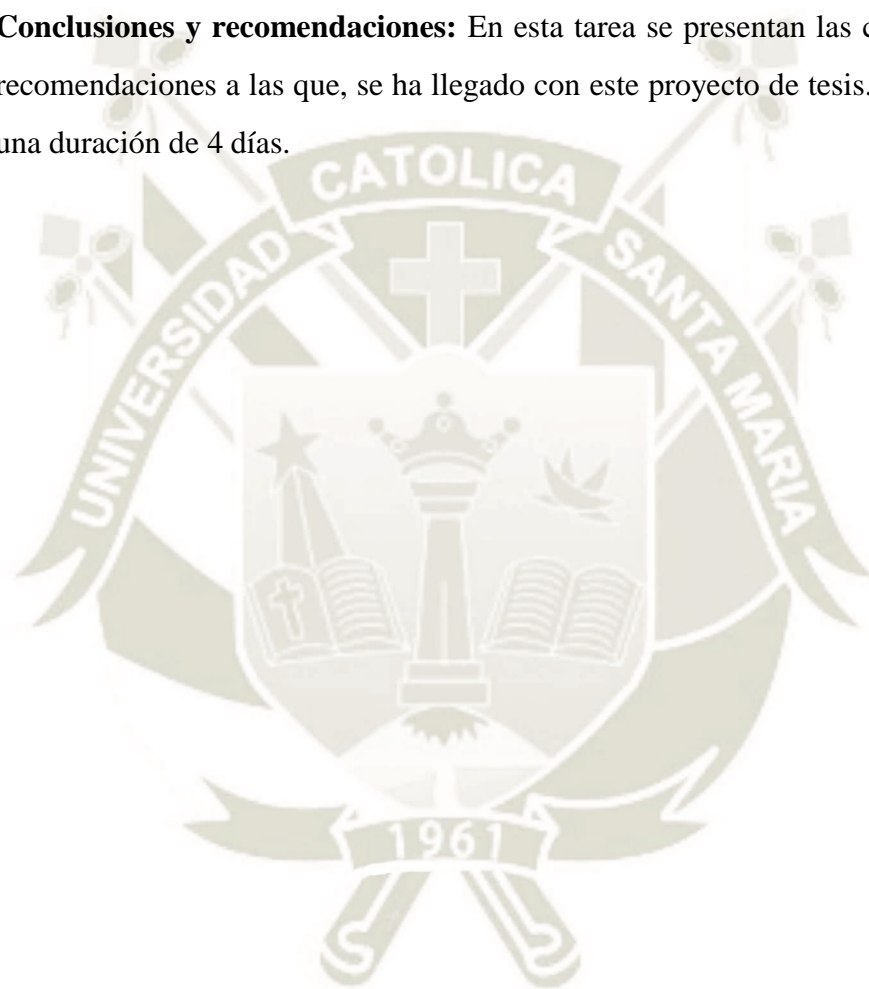 Conclusiones y recomendaciones: En esta tarea se presentan las
recomendaciones a las que, se ha llegado con este proyecto de tesis.
una duración de 4 días.
UNIVERSIDAD CATOLICA SANTA MARIA
1961